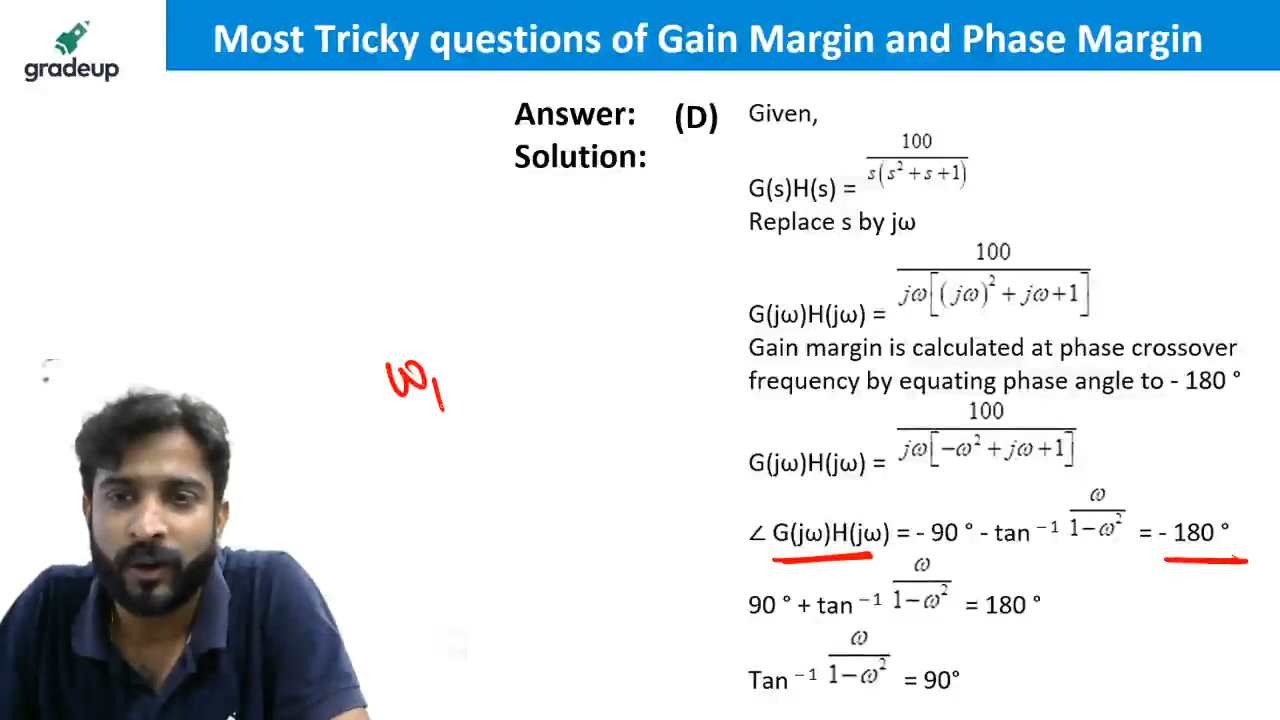 Most Tricky questions of Gain Margin and Phase Margin
gradeup
Answer: (D)
Solution:
Given,
G(s)H(s) = 100 / s(s² + s + 1)
Replace s by jω
G(jω)H(jω) = 100 / jω[(jω)² + jω + 1]
Gain margin is calculated at phase crossover
frequency by equating phase angle to - 180 °
G(jω)H(jω) = 100 / jω[-ω² + jω + 1]
∠ G(jω)H(jω) = - 90 ° - tan ⁻¹ ω / 1-ω² = - 180 °
90 ° + tan ⁻¹ ω / 1-ω² = 180 °
Tan ⁻¹ ω / 1-ω² = 90°